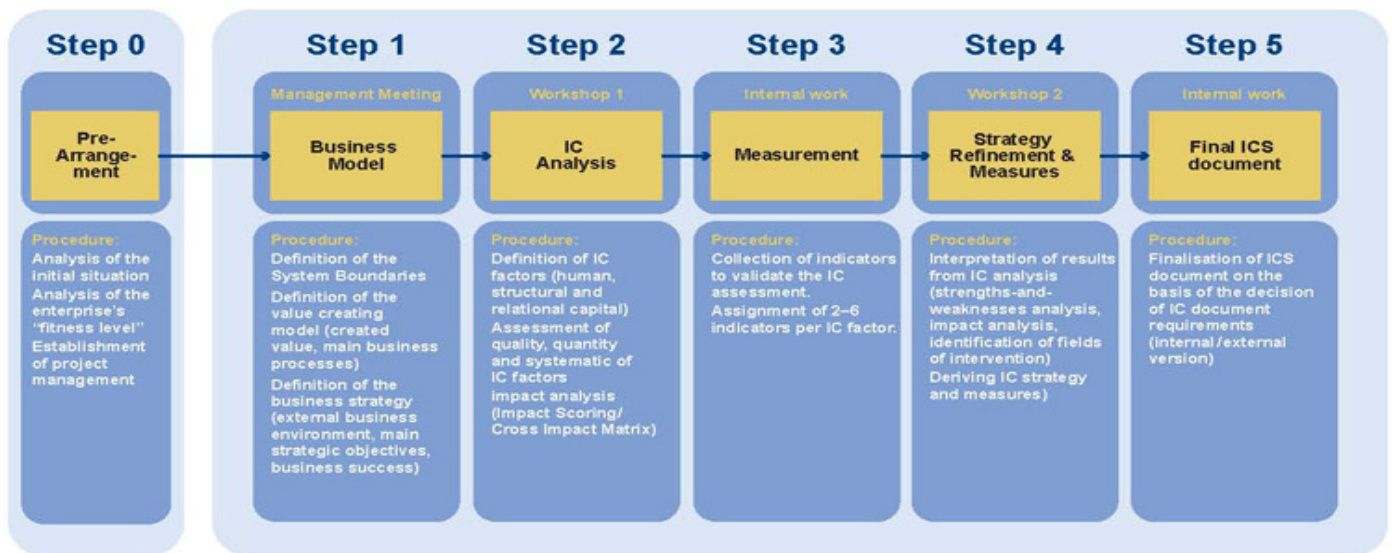 Step 0
Pre-
Arrange-
ment
Procedure:
Analysis of the
initial situation
Analysis of the
enterprise's
"fitness level"
Establishment
of project
management
Step 1
Management Meeting
Business
Model
Procedure:
Definition of the
System Boundaries
Definition of the
value creating
model (created
value, main business
processes)
Definition of the
business strategy
(external business
environment, main
strategic objectives,
business success)
Step 2
Workshop 1
IC
Analysis
Procedure:
Definition of IC
factors (human,
structural and
relational capital)
Assessment of
quality, quantity
and systematic of
IC factors
impact analysis
(Impact Scoring/
Cross Impact Matrix)
Step 3
Internal work
Measurement
Procedure:
Collection of indicators
to validate the IC
assessment.
Assignment of 2–6
indicators per IC factor.
Step 4
Workshop 2
Strategy
Refinement &
Measures
Procedure:
Interpretation of results
from IC analysis
(strengths-and-
weaknesses analysis,
impact analysis,
identification of fields
of intervention)
Deriving IC strategy
and measures)
Step 5
Internal work
Final ICS
document
Procedure:
Finalisation of ICS
document on the
basis of the decision
of IC document
requirements
(internal/external
version)